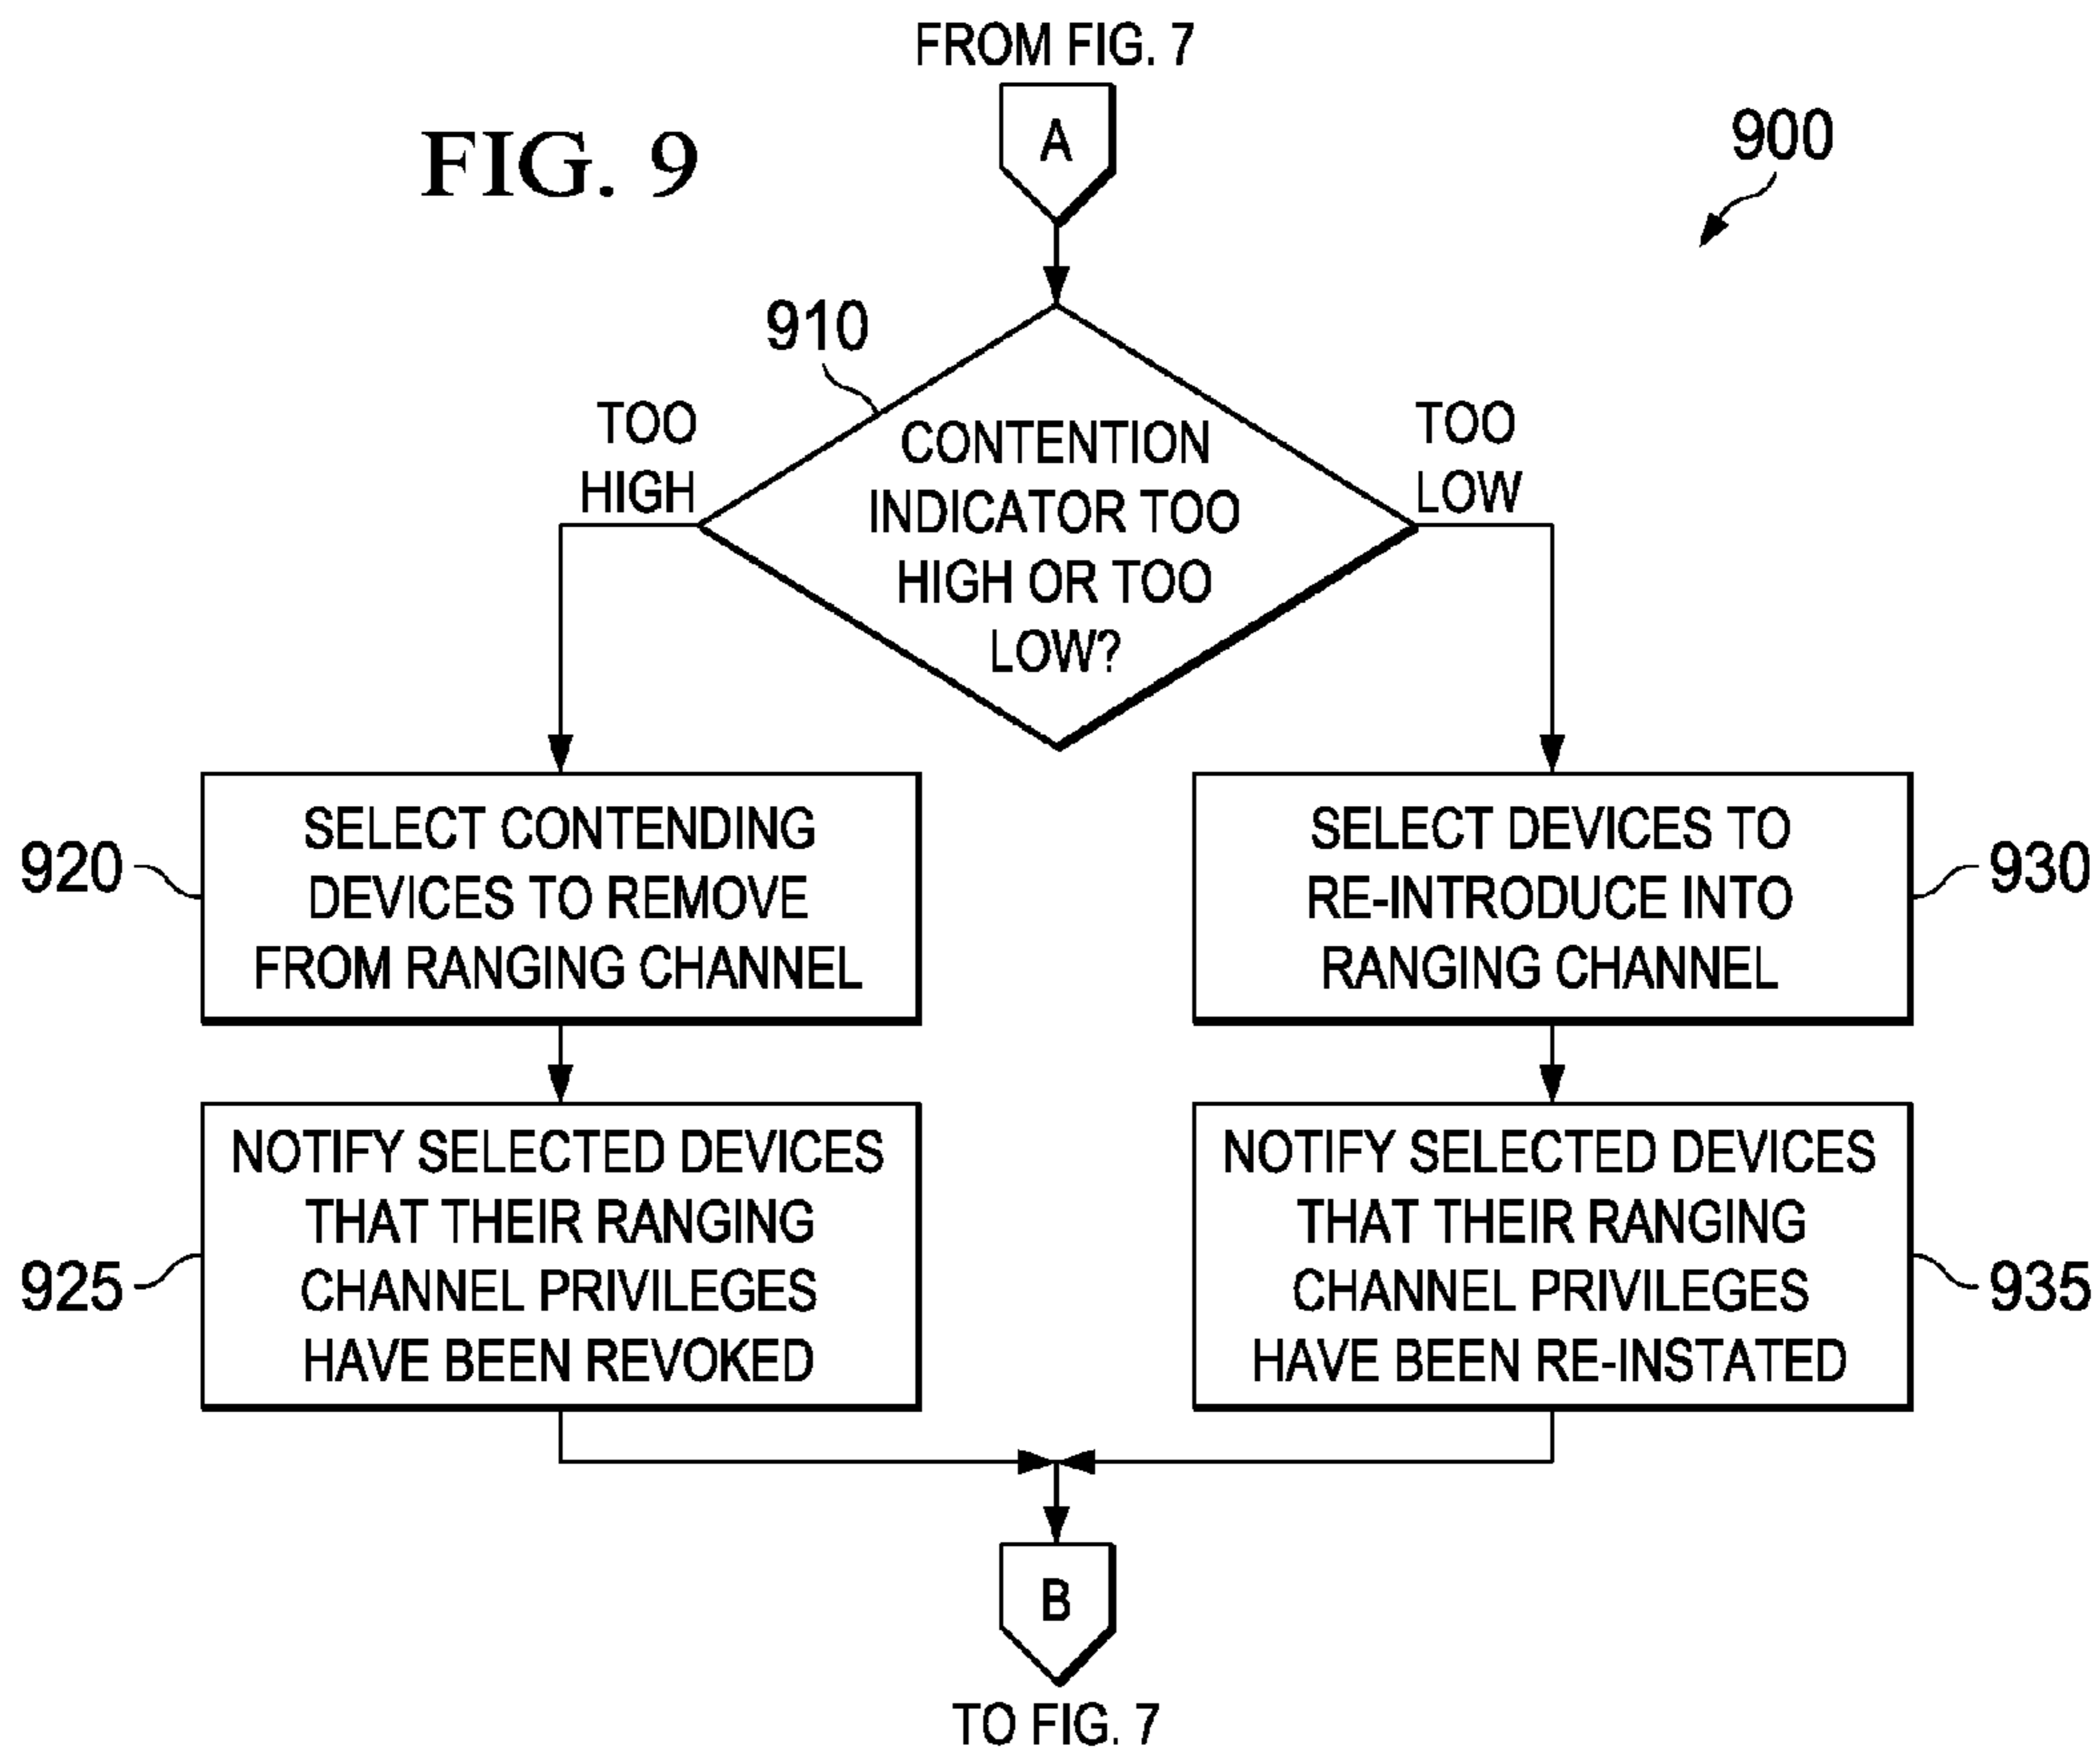 FROM FIG. 7
A
FIG. 9
900
910
TOO
HIGH
CONTENTION
INDICATOR TOO
HIGH OR TOO
LOW?
TOO
LOW
920
SELECT CONTENDING
DEVICES TO REMOVE
FROM RANGING CHANNEL
SELECT DEVICES TO
RE-INTRODUCE INTO
RANGING CHANNEL
930
925
NOTIFY SELECTED DEVICES
THAT THEIR RANGING
CHANNEL PRIVILEGES
HAVE BEEN REVOKED
NOTIFY SELECTED DEVICES
THAT THEIR RANGING
CHANNEL PRIVILEGES
HAVE BEEN RE-INSTATED
935
B
TO FIG. 7